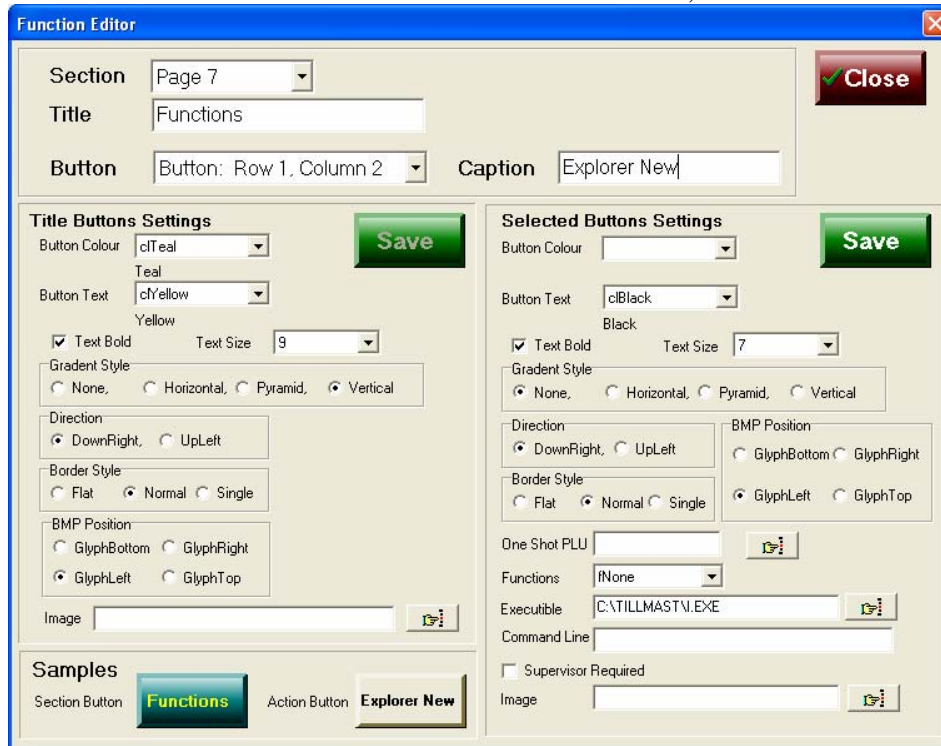 Function Editor
Section Page 7
Close
Title Functions
Button Button: Row 1, Column 2 Caption Explorer New
Title Buttons Settings
Button Colour clTeal
Save
Teal
Button Text clYellow
Yellow
Text Bold Text Size 9
Gradent Style
None, Horizontal, Pyramid, Vertical
Direction
DownRight, UpLeft
Border Style
Flat Normal Single
BMP Position
GlyphBottom GlyphRight
GlyphLeft GlyphTop
Image
Samples
Section Button Functions Action Button Explorer New
Selected Buttons Settings
Button Colour
Save
Button Text clBlack
Black
Text Bold Text Size 7
Gradent Style
None, Horizontal, Pyramid, Vertical
Direction
DownRight, UpLeft
BMP Position
GlyphBottom GlyphRight
GlyphLeft GlyphTop
Border Style
Flat Normal Single
One Shot PLU
Functions fNone
Executible C:\TILLMAST\I.EXE
Command Line
Supervisor Required
Image